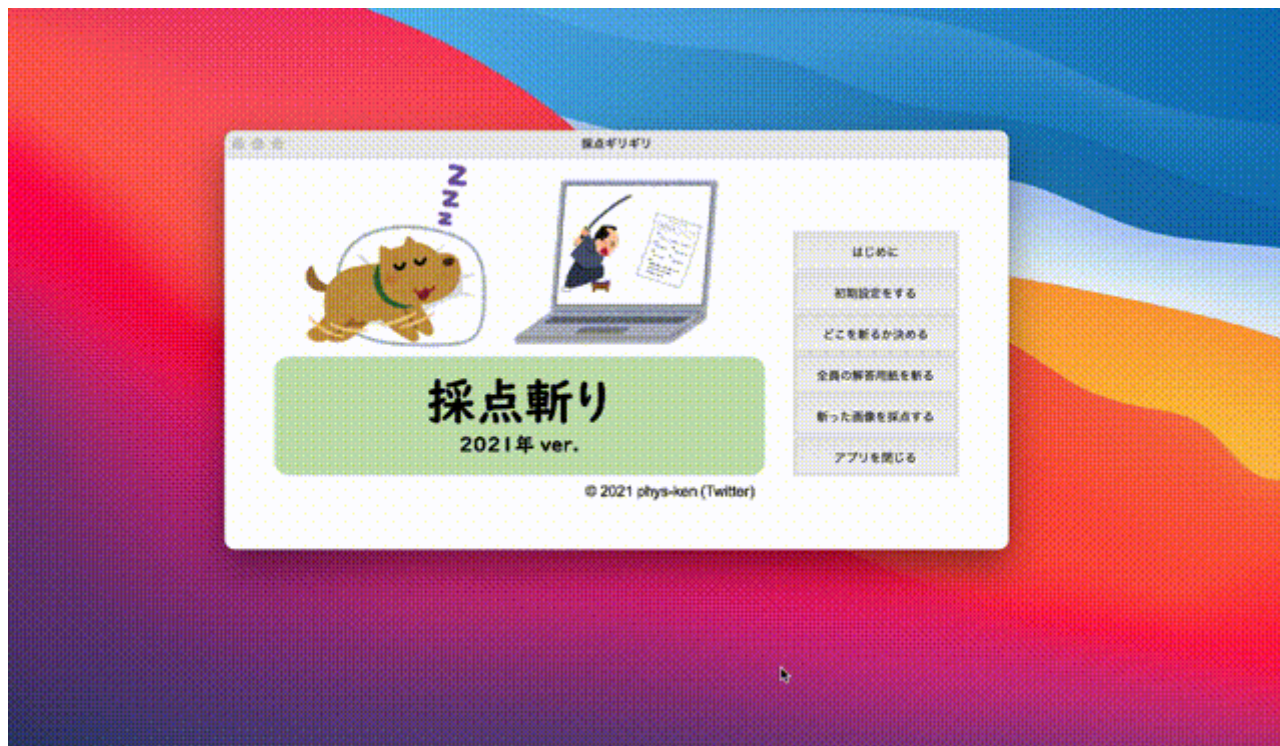 採点ギリギリ
zzZ
採点斬り
2021年 ver.
© 2021 phys-ken (Twitter)
はじめに
初期設定をする
どこを斬るか決める
全員の解答用紙を斬る
斬った画像を採点する
アプリを閉じる